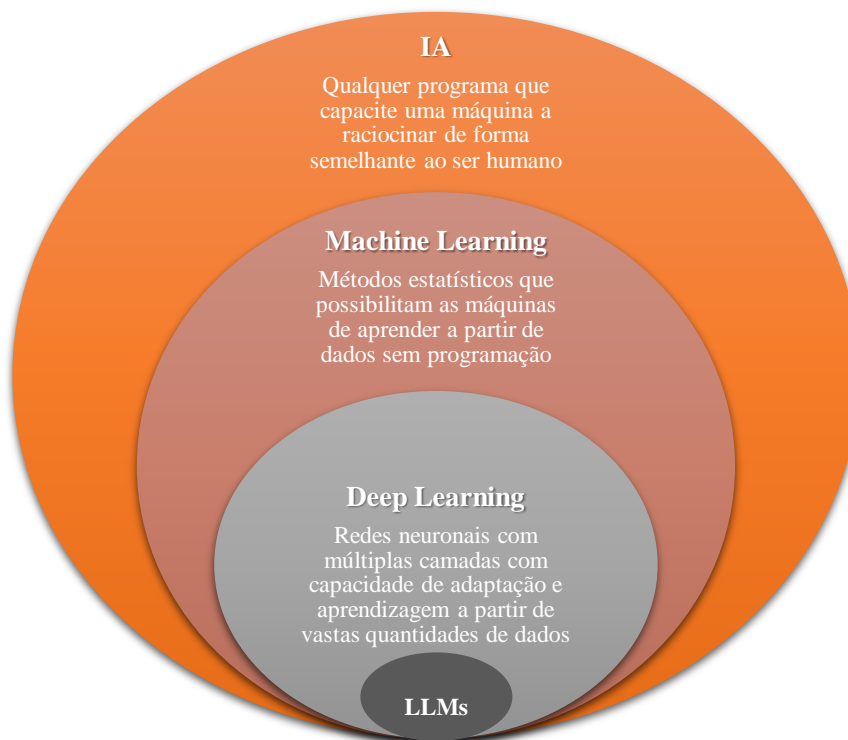 IA
Qualquer programa que
capacite uma máquina a
raciocinar de forma
semelhante ao ser humano
Machine Learning
Métodos estatísticos que
possibilitam as máquinas
de aprender a partir de
dados sem programação
Deep Learning
Redes neuronais com
múltiplas camadas com
capacidade de adaptação e
aprendizagem a partir de
vastas quantidades de dados
LLMs